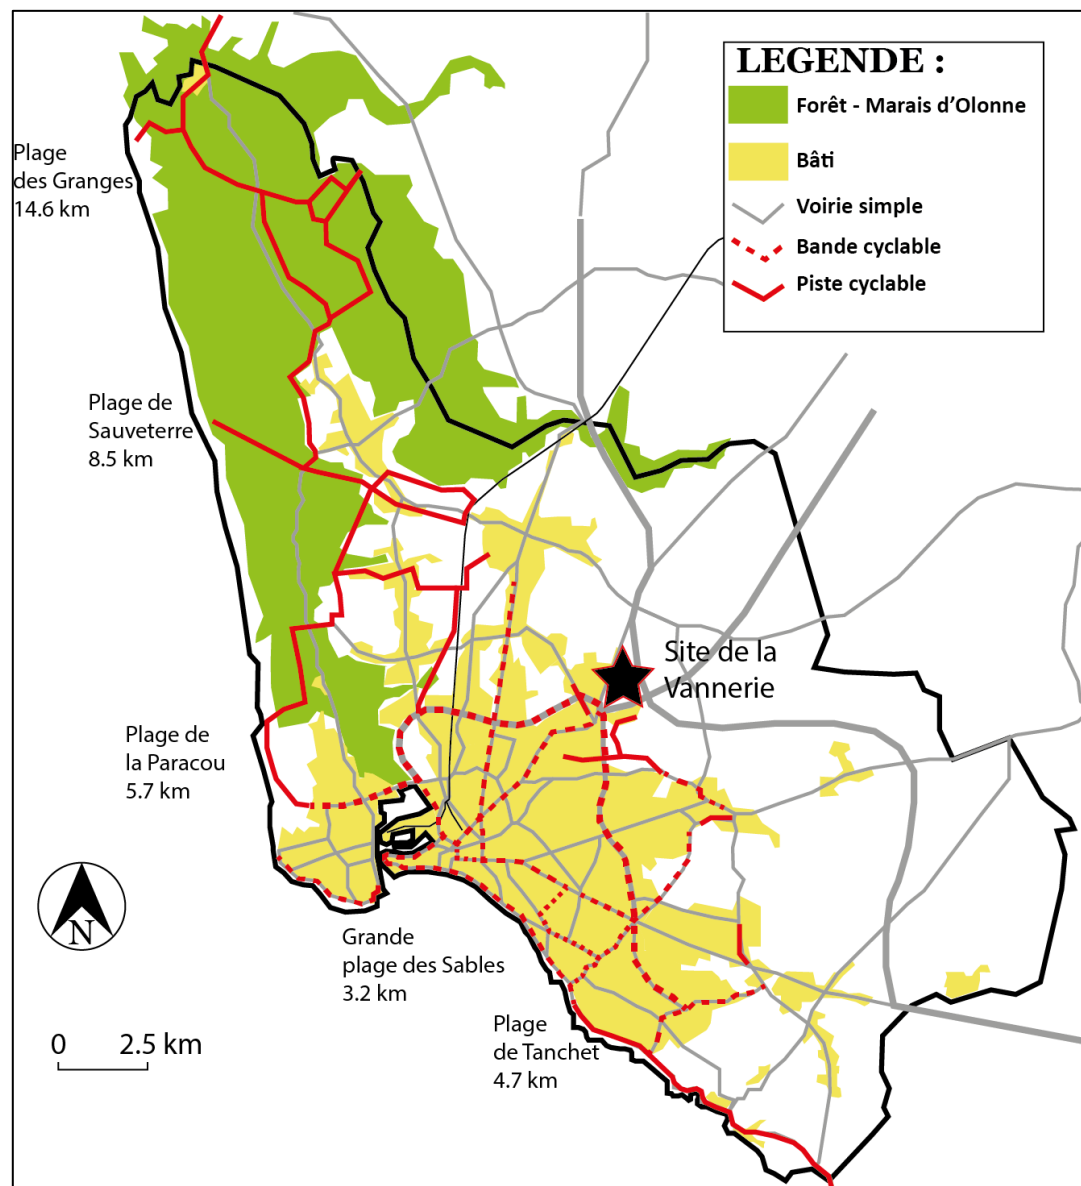 LEGENDE :
Forêt - Marais d'Olonne
Bâti
Voirie simple
Bande cyclable
Piste cyclable
Plage
des Granges
14.6 km
Plage de
Sauveterre
8.5 km
Site de la
Vannerie
Plage de
la Paracou
5.7 km
N
Grande
plage des Sables
3.2 km
Plage
de Tanchet
4.7 km
0 2.5 km